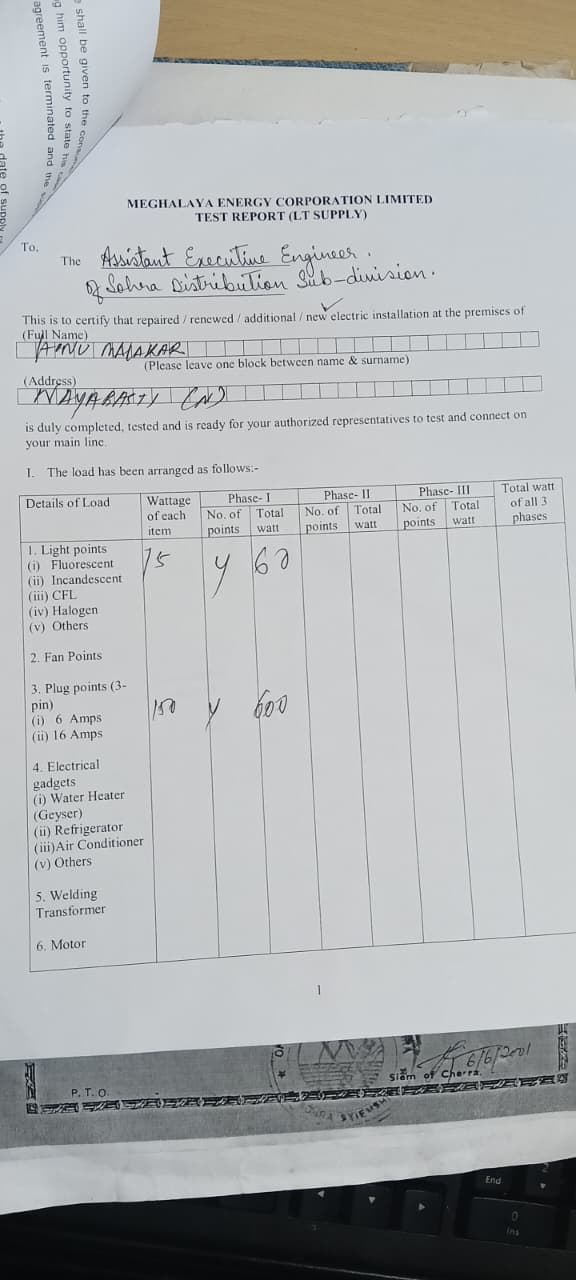 e shall be given to the consu
g him opportunity to state his c
agreement is terminated and the
the date of supply
MEGHALAYA ENERGY CORPORATION LIMITED
TEST REPORT (LT SUPPLY)
To,
The Assistant Executive Engineer.
Of Sohra Distribution Sub-division.
This is to certify that repaired / renewed / additional / new electric installation at the premises of
(Full Name)
MALAKAR
(Please leave one block between name & surname)
(Address)
NAYABASTI (N)
is duly completed, tested and is ready for your authorized representatives to test and connect on
your main line.
I. The load has been arranged as follows:-
Details of Load Wattage of each item Phase- I Phase- II Phase- III Total watt of all 3 phases
No. of points Total watt No. of points Total watt No. of points Total watt
1. Light points
(i) Fluorescent 15 4 60
(ii) Incandescent
(iii) CFL
(iv) Halogen
(v) Others
2. Fan Points
3. Plug points (3-
pin) 150 4 600
(i) 6 Amps
(ii) 16 Amps
4. Electrical
gadgets
(i) Water Heater
(Geyser)
(ii) Refrigerator
(iii) Air Conditioner
(v) Others
5. Welding
Transformer
6. Motor
1
6/6/2001
Siem of Cherra.
P. T. O.
SYIEMSH
End
2
0
Ins